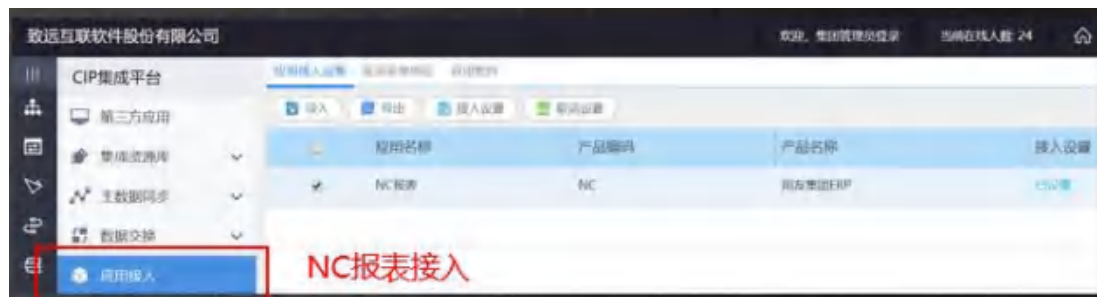 致远互联软件股份有限公司
欢迎，集团管理员登录 当前在线人数 24
CIP集成平台
应用接入设置
第三方应用
导入 导出 接入设置 取消设置
集成资源库
应用名称 产品编码 产品名称 接入设置
主数据同步
NC报表 NC 用友集团ERP 已设置
数据交换
应用接入
NC报表接入